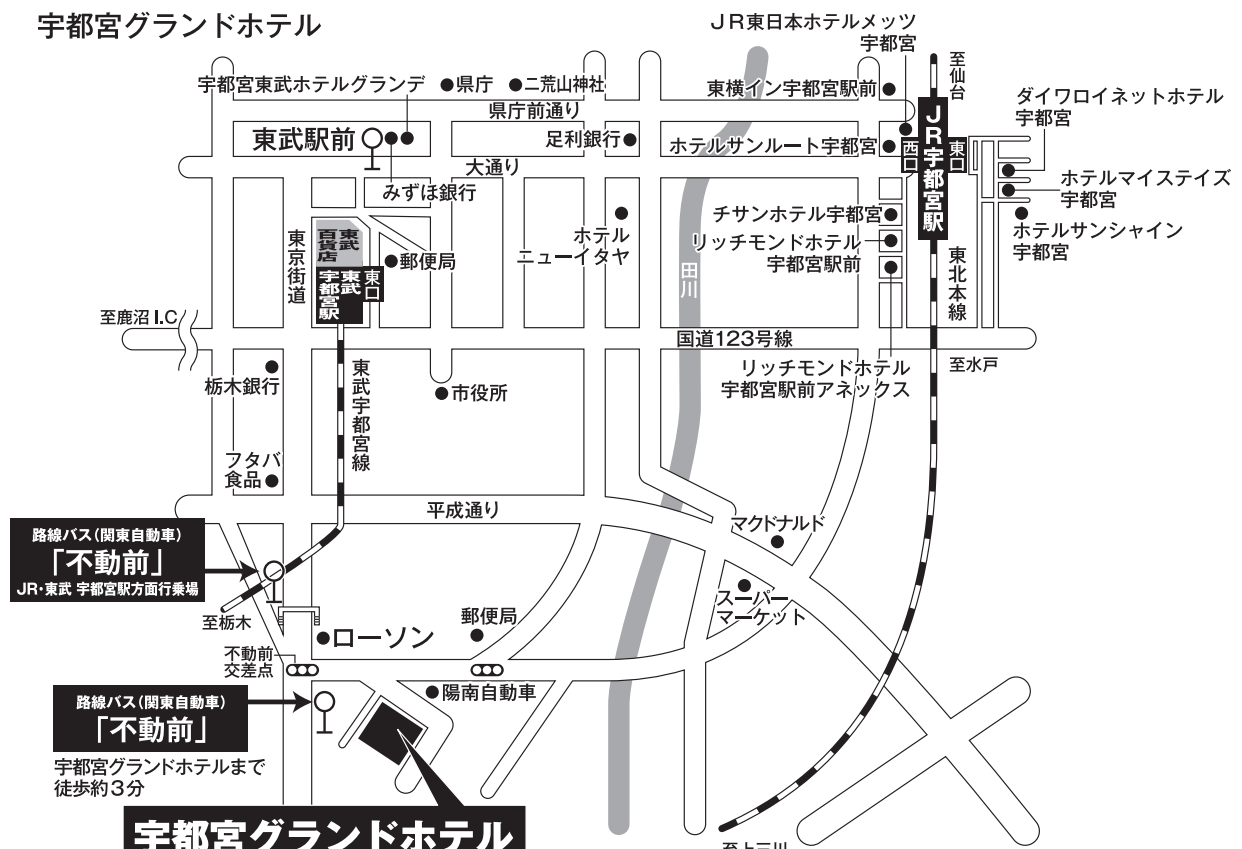 宇都宮グランドホテル
JR東日本ホテルメッツ
宇都宮
至仙台
宇都宮東武ホテルグランデ
県庁
二荒山神社
東横イン宇都宮駅前
ダイワロイネットホテル
宇都宮
県庁前通り
東武駅前
足利銀行
ホテルサンルート宇都宮
西口
JR宇都宮駅
東口
大通り
みずほ銀行
ホテルマイステイズ
宇都宮
チサンホテル宇都宮
ホテルサンシャイン
宇都宮
東京街道
東武
百貨店
郵便局
ホテル
ニューイタヤ
リッチモンドホテル
宇都宮駅前
田川
東武
宇都宮駅
東口
東北本線
至鹿沼I.C
国道123号線
至水戸
栃木銀行
東武宇都宮線
市役所
リッチモンドホテル
宇都宮駅前アネックス
フタバ
食品
平成通り
マクドナルド
路線バス(関東自動車)
「不動前」
JR・東武 宇都宮駅方面行乗場
スーパー
マーケット
至栃木
ローソン
郵便局
不動前
交差点
陽南自動車
路線バス(関東自動車)
「不動前」
宇都宮グランドホテルまで
徒歩約3分
宇都宮グランドホテル
至上三川